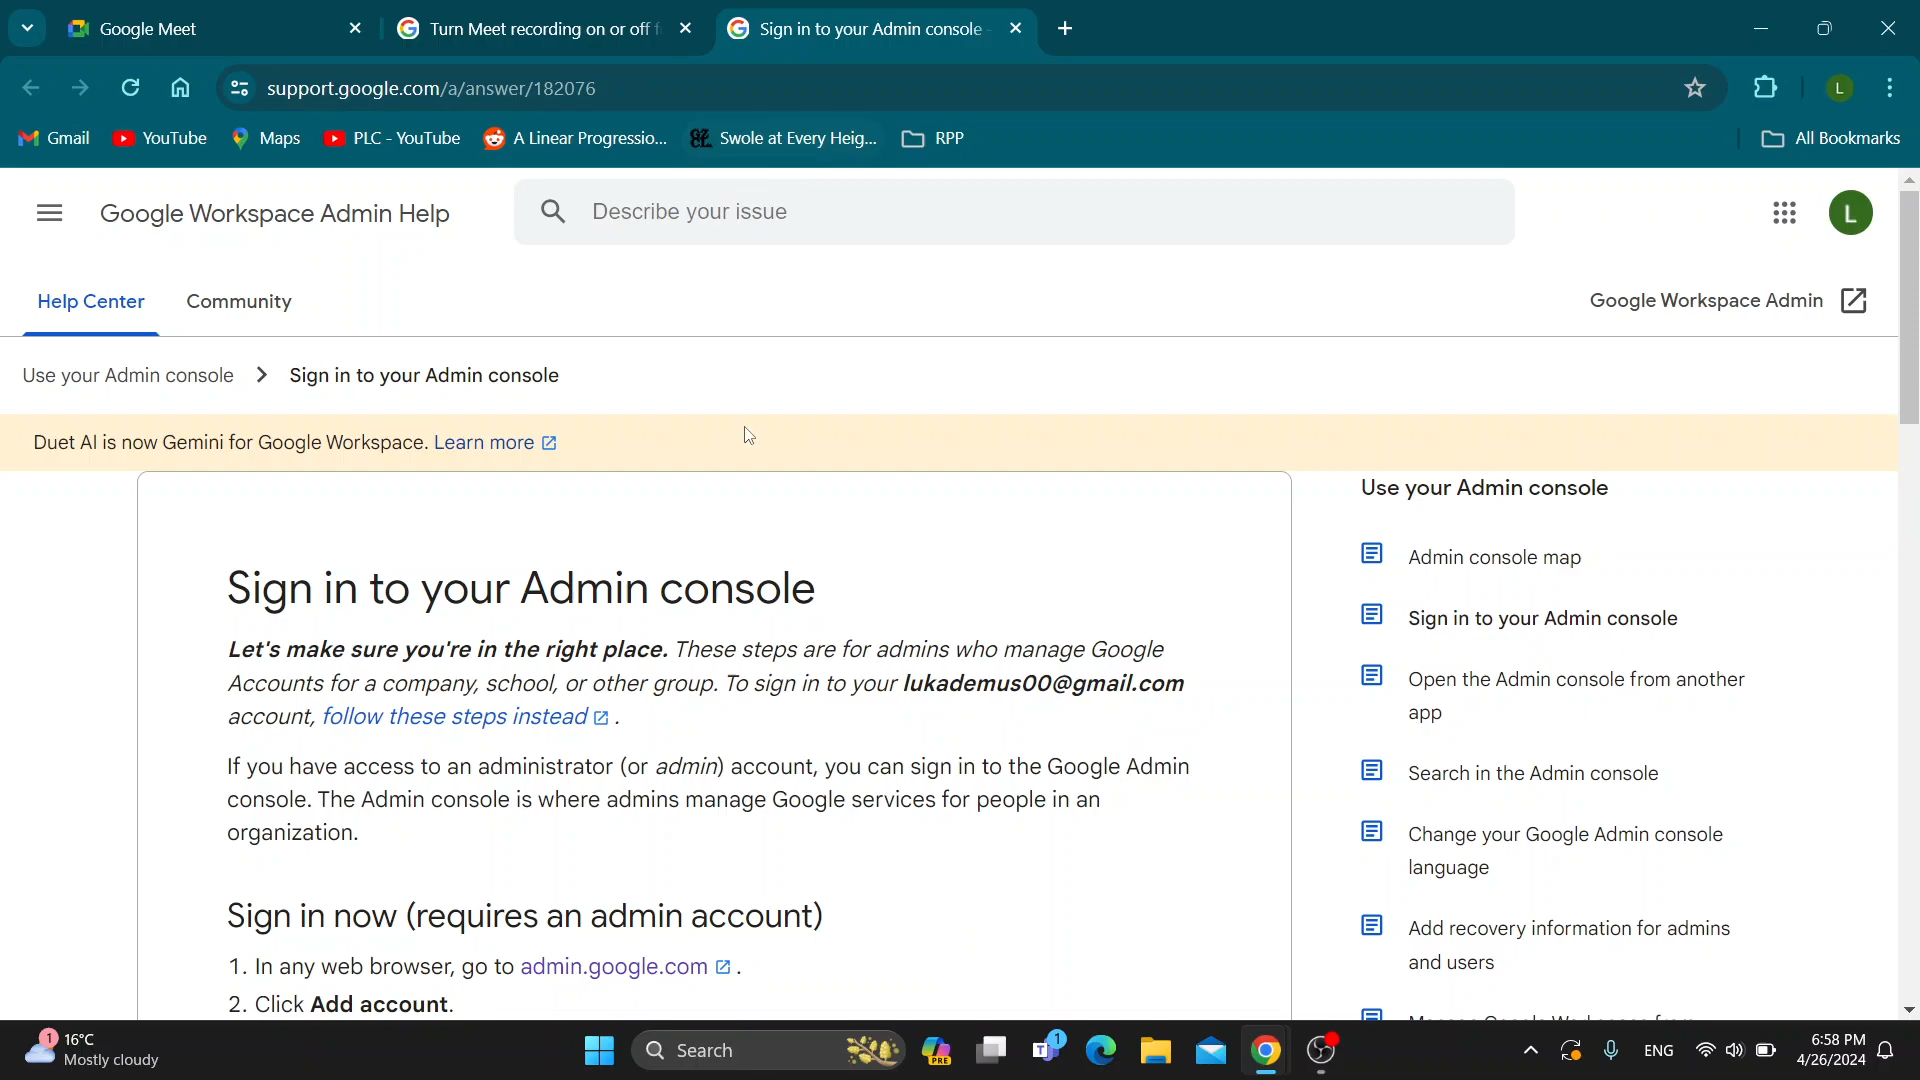 Google Meet
Turn Meet recording on or off f
Sign in to your Admin console -
support.google.com/a/answer/182076
L
Gmail
YouTube
Maps
PLC - YouTube
A Linear Progressio...
Swole at Every Heig...
RPP
All Bookmarks
Google Workspace Admin Help
Describe your issue
L
Help Center
Community
Google Workspace Admin
Use your Admin console
Sign in to your Admin console
Duet AI is now Gemini for Google Workspace. Learn more
Use your Admin console
Sign in to your Admin console
Let's make sure you're in the right place. These steps are for admins who manage Google
Accounts for a company, school, or other group. To sign in to your lukademus00@gmail.com
account, follow these steps instead .
If you have access to an administrator (or admin) account, you can sign in to the Google Admin
console. The Admin console is where admins manage Google services for people in an
organization.
Sign in now (requires an admin account)
1. In any web browser, go to admin.google.com .
2. Click Add account.
Admin console map
Sign in to your Admin console
Open the Admin console from another
app
Search in the Admin console
Change your Google Admin console
language
Add recovery information for admins
and users
1
16°C
Mostly cloudy
Search
PRE
1
ENG
6:58 PM
4/26/2024